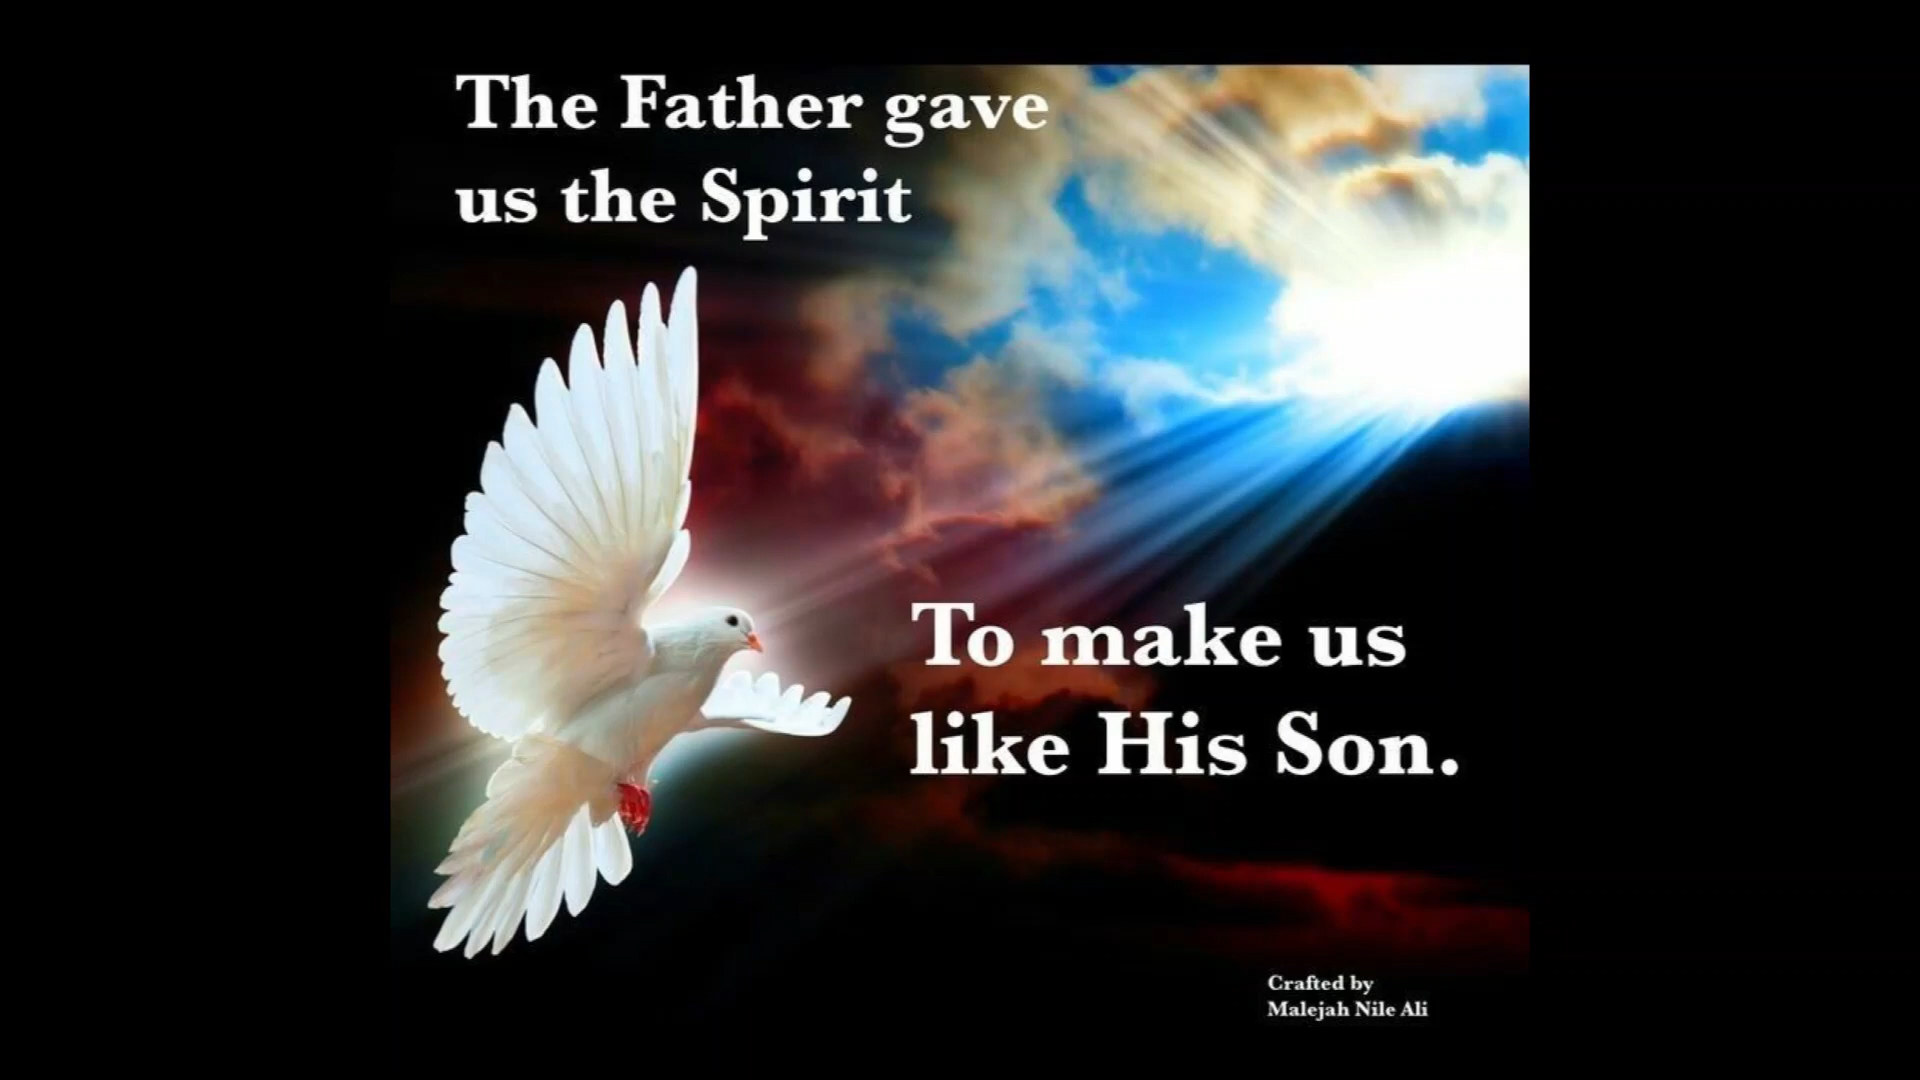 The Father gave
us the Spirit
To make us
like His Son.
Crafted by
Malejah Nile Ali